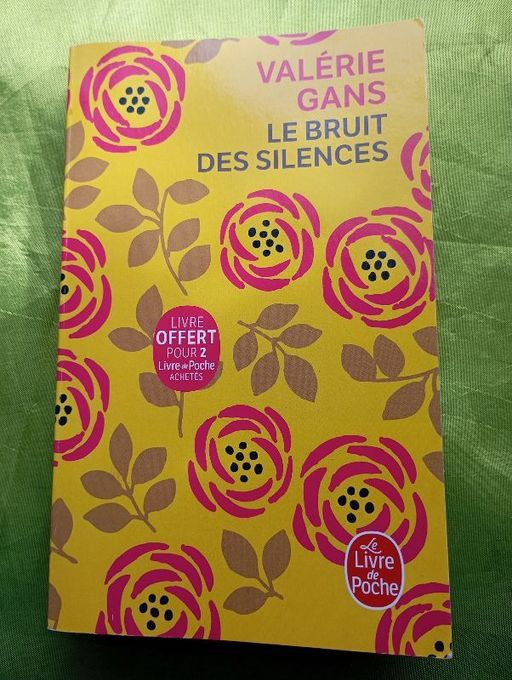 VALÉRIE
GANS
LE BRUIT
DES SILENCES
LIVRE
OFFERT
POUR 2
Livre de Poche
ACHETÉS
Le
Livre
de
Poche